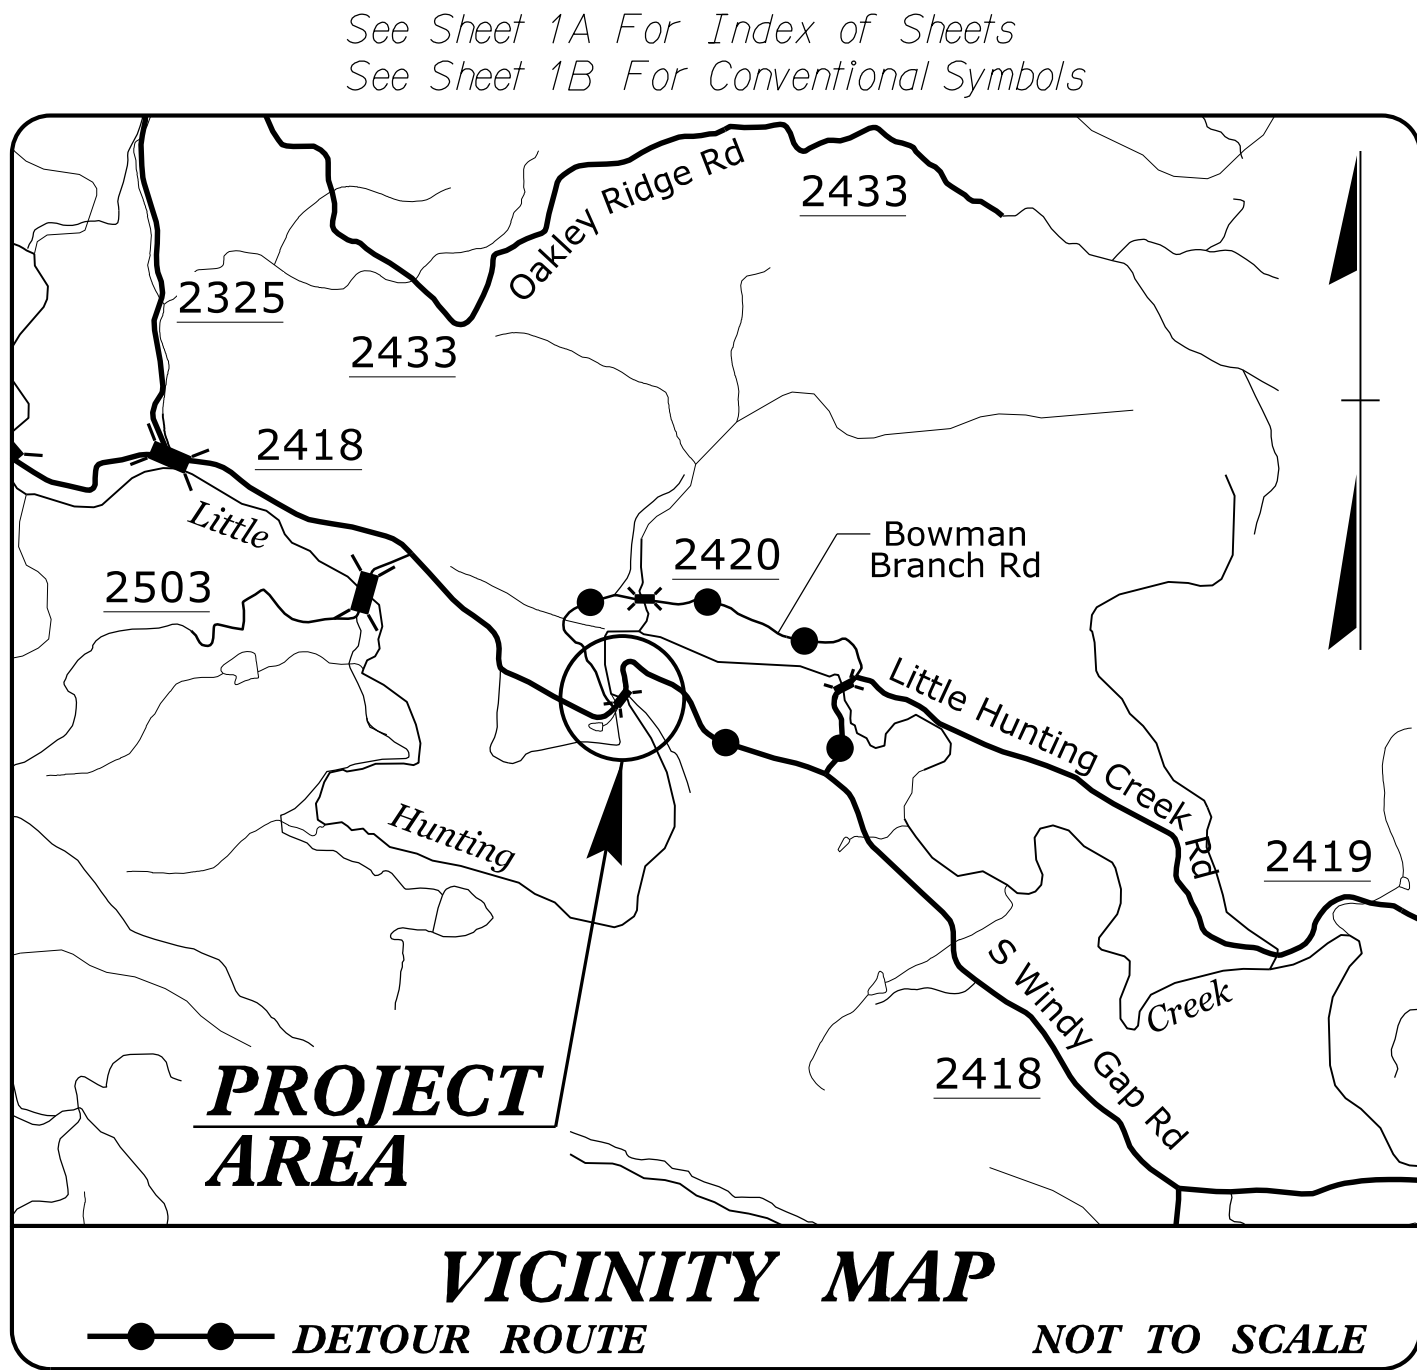 See Sheet 1A For Index of Sheets
See Sheet 1B For Conventional Symbols
Oakley Ridge Rd
2433
2325
2433
2418
Little
2503
2420
Bowman
Branch Rd
Little Hunting Creek Rd
Hunting
2419
S Windy Gap Rd
Creek
2418
PROJECT
AREA
VICINITY MAP
DETOUR ROUTE
NOT TO SCALE